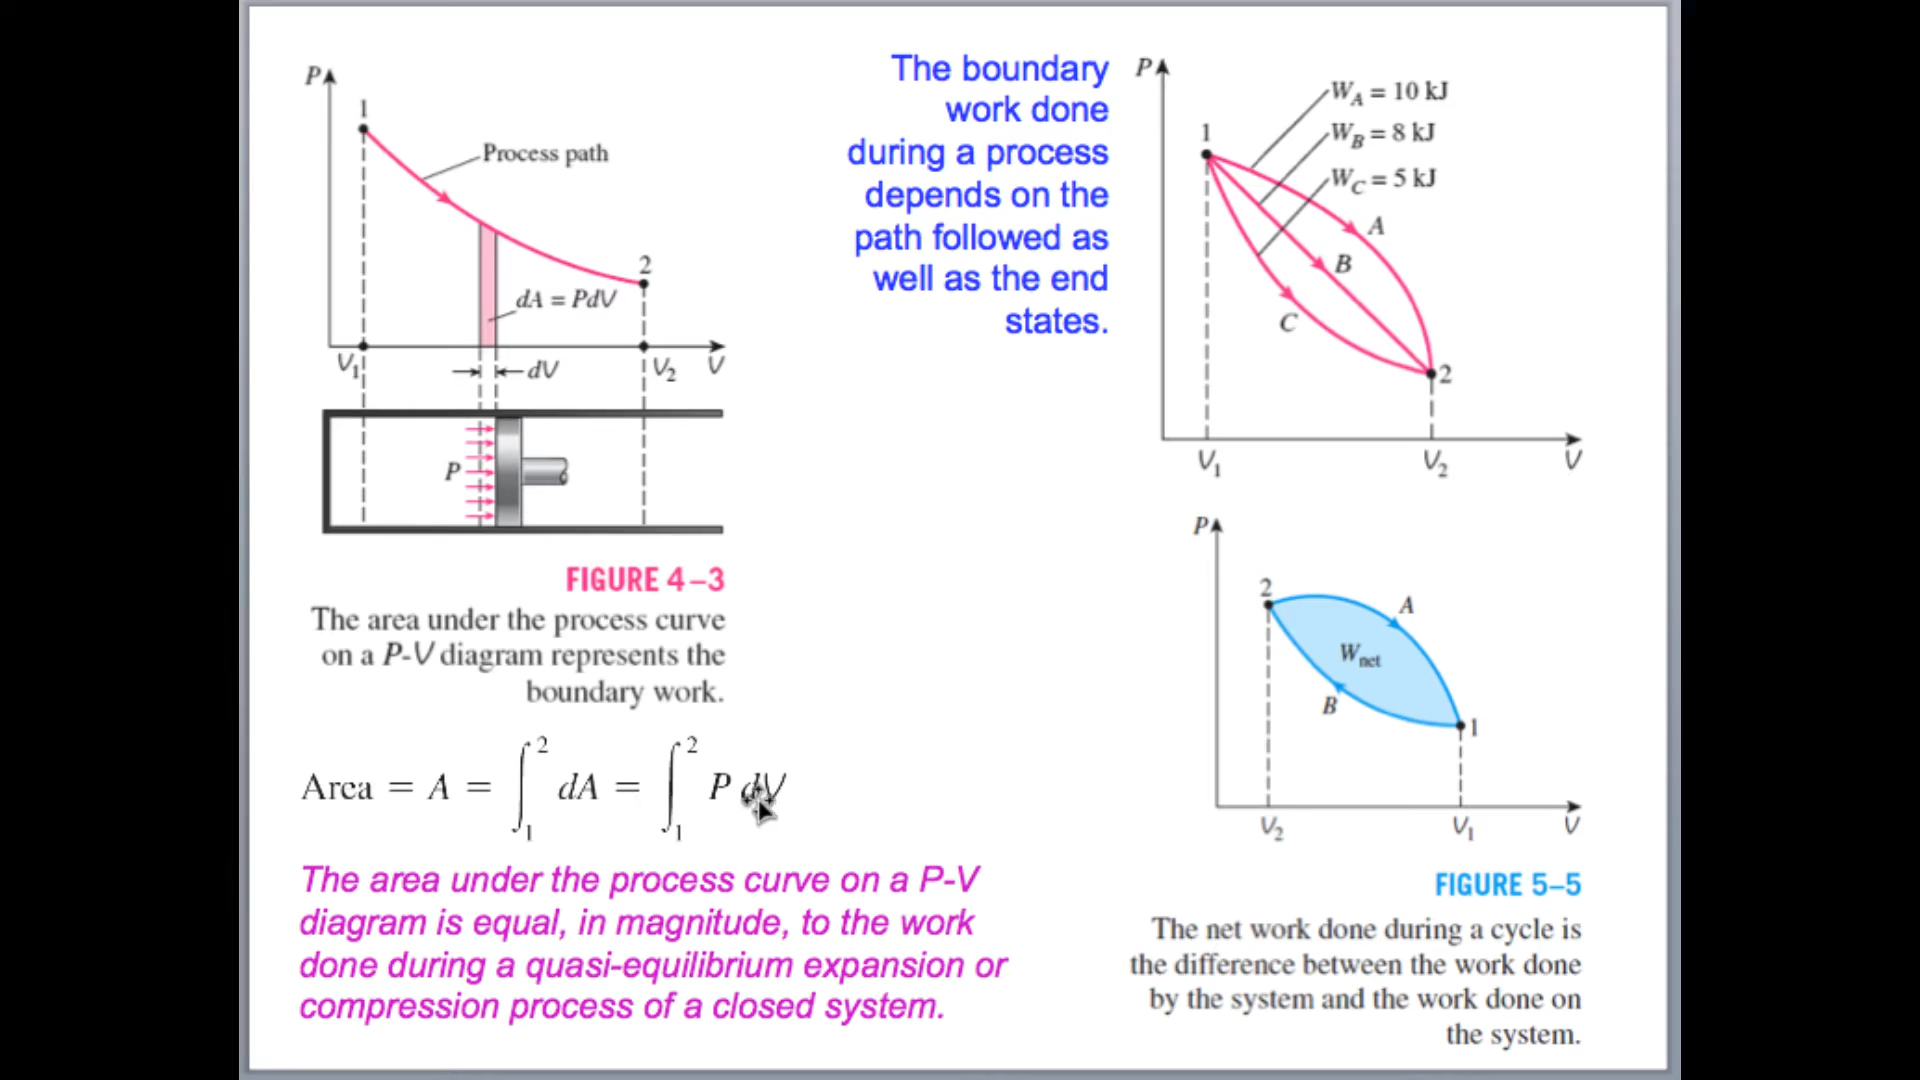 P
1
Process path
2
dA = PdV
V1
dV
V2
V
P
FIGURE 4–3
The area under the process curve
on a P-V diagram represents the
boundary work.
Area = A = ∫₁² dA = ∫₁² P dV
The area under the process curve on a P-V
diagram is equal, in magnitude, to the work
done during a quasi-equilibrium expansion or
compression process of a closed system.
The boundary
work done
during a process
depends on the
path followed as
well as the end
states.
P
WA = 10 kJ
1
WB = 8 kJ
WC = 5 kJ
A
B
C
2
V1
V2
V
P
2
A
Wnet
B
1
V2
V1
V
FIGURE 5–5
The net work done during a cycle is
the difference between the work done
by the system and the work done on
the system.